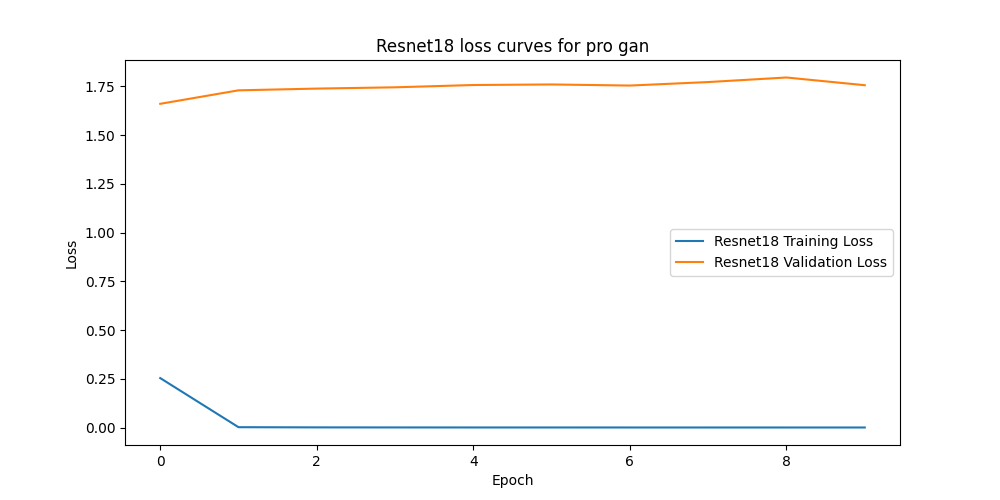 Resnet18 loss curves for pro gan
1.75
1.50
1.25
1.00
0.75
0.50
0.25
0.00
Loss
Resnet18 Training Loss
Resnet18 Validation Loss
0 2 4 6 8
Epoch